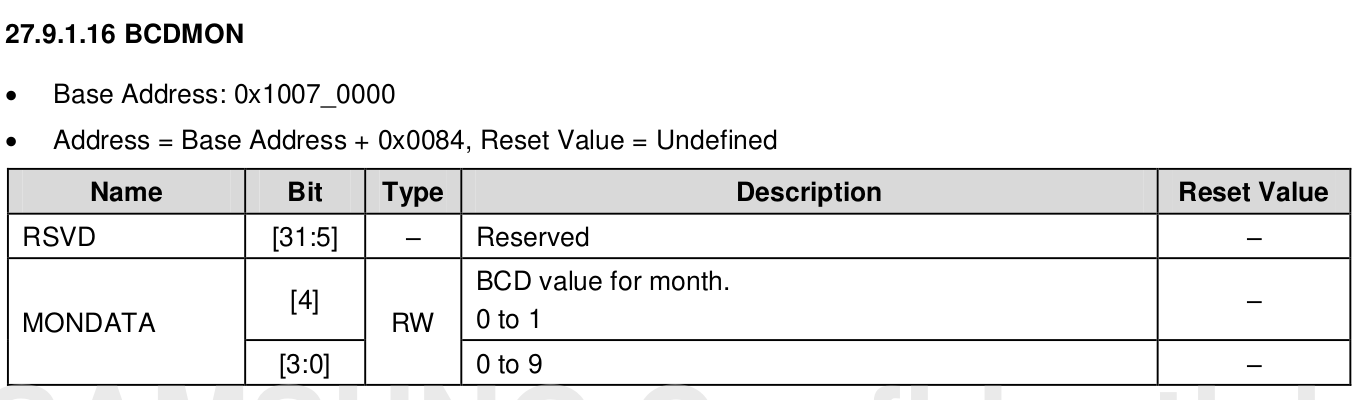 27.9.1.16 BCDMON
• Base Address: 0x1007_0000
• Address = Base Address + 0x0084, Reset Value = Undefined
Name Bit Type Description Reset Value
RSVD [31:5] – Reserved –
MONDATA [4] RW BCD value for month. –
0 to 1
[3:0] 0 to 9 –